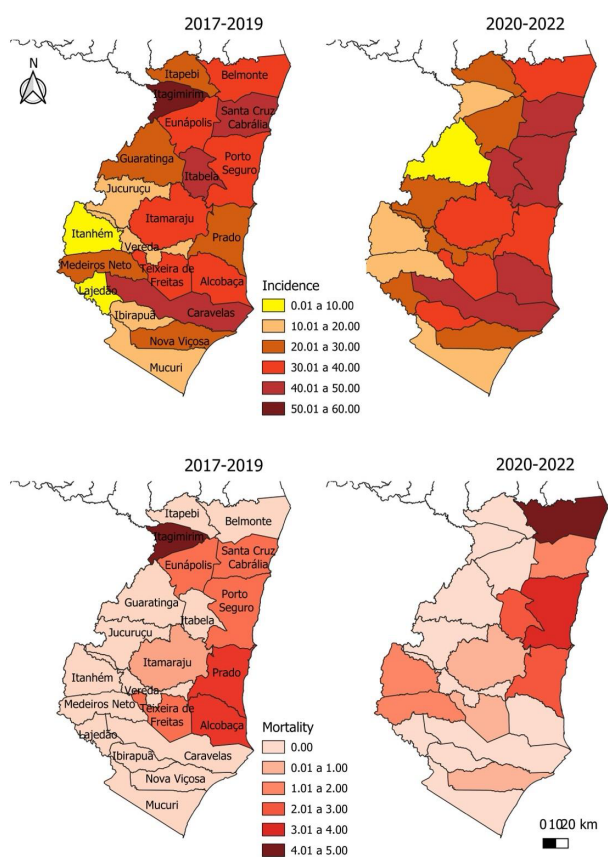 2017-2019
2020-2022
N
Itapebi
Belmonte
Itagimirim
Santa Cruz
Cabrália
Eunápolis
Guaratinga
Porto
Seguro
Itabela
Jucuruçu
Itamaraju
Itanhém
Prado
Vereda
Medeiros Neto
Teixeira de
Freitas
Alcobaça
Lajedão
Caravelas
Ibirapuã
Nova Viçosa
Mucuri
Incidence
0.01 a 10.00
10.01 a 20.00
20.01 a 30.00
30.01 a 40.00
40.01 a 50.00
50.01 a 60.00
2017-2019
2020-2022
Itapebi
Belmonte
Itagimirim
Santa Cruz
Cabrália
Eunápolis
Guaratinga
Porto
Seguro
Itabela
Jucuruçu
Itamaraju
Prado
Itanhém
Vereda
Medeiros Neto
Teixeira de
Freitas
Alcobaça
Lajedão
Ibirapuã
Caravelas
Nova Viçosa
Mucuri
Mortality
0.00
0.01 a 1.00
1.01 a 2.00
2.01 a 3.00
3.01 a 4.00
4.01 a 5.00
0 10 20 km